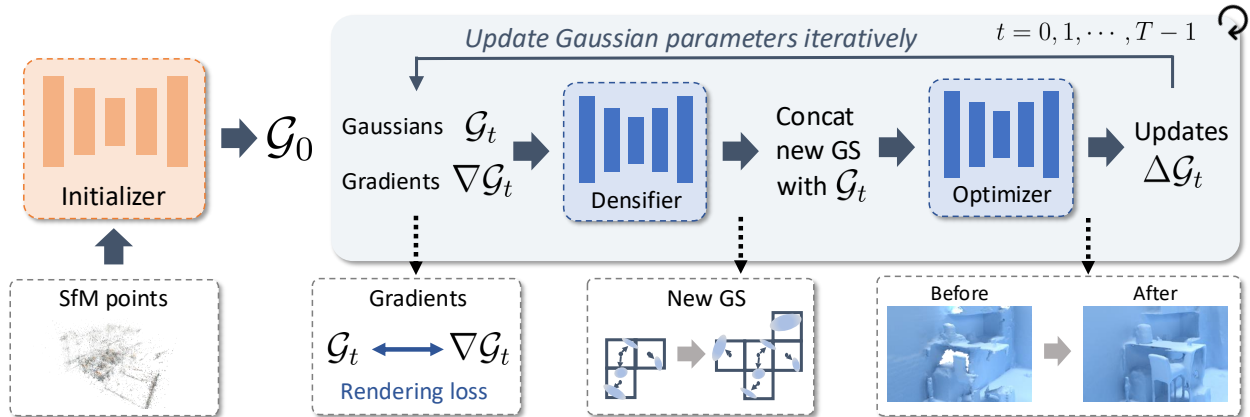 Update Gaussian parameters iteratively
t = 0, 1, ⋯ , T − 1
Initializer
𝒢₀
Gaussians 𝒢ₜ
Gradients ∇𝒢ₜ
Densifier
Concat
new GS
with 𝒢ₜ
Optimizer
Updates
Δ𝒢ₜ
SfM points
Gradients
𝒢ₜ ∇𝒢ₜ
Rendering loss
New GS
Before
After